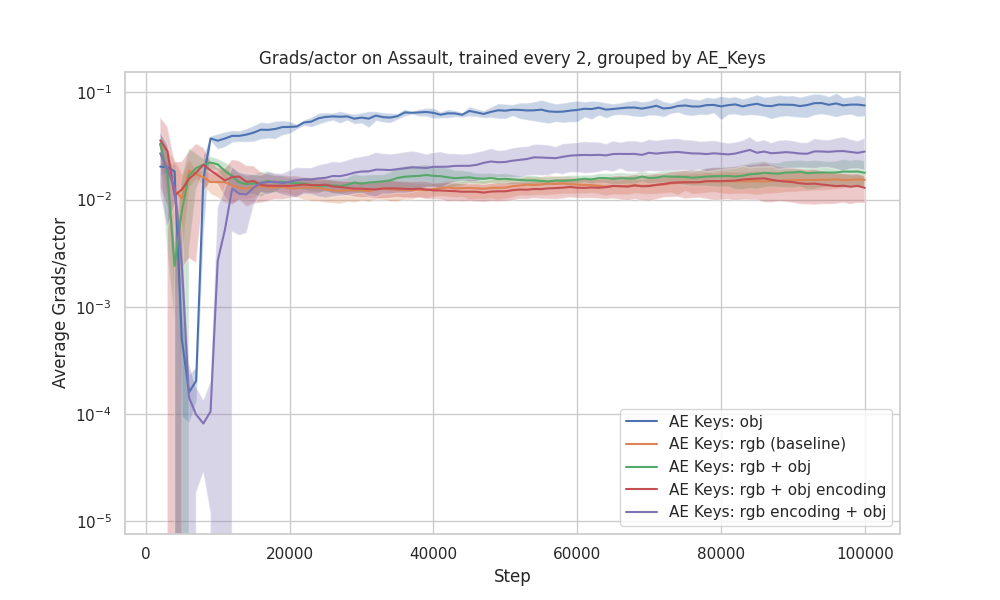 Grads/actor on Assault, trained every 2, grouped by AE_Keys
Average Grads/actor
10⁻¹
10⁻²
10⁻³
10⁻⁴
10⁻⁵
AE Keys: obj
AE Keys: rgb (baseline)
AE Keys: rgb + obj
AE Keys: rgb + obj encoding
AE Keys: rgb encoding + obj
0 20000 40000 60000 80000 100000
Step